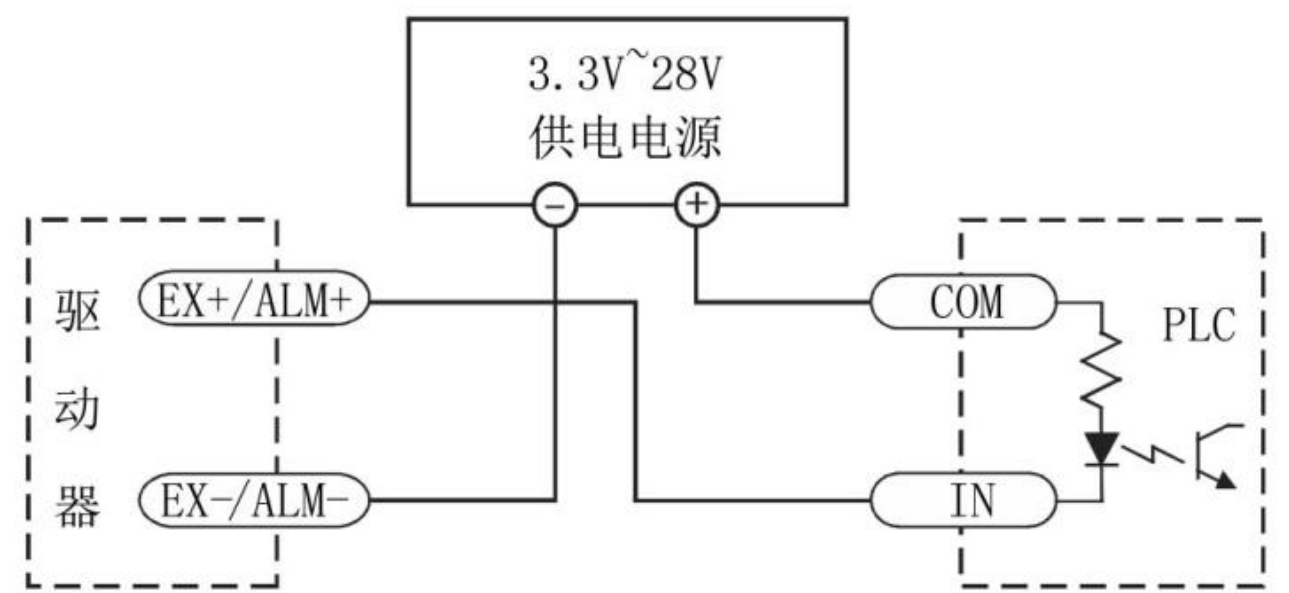 3.3V~28V
供电电源
−
+
EX+/ALM+
COM
PLC
驱动器
EX-/ALM-
IN